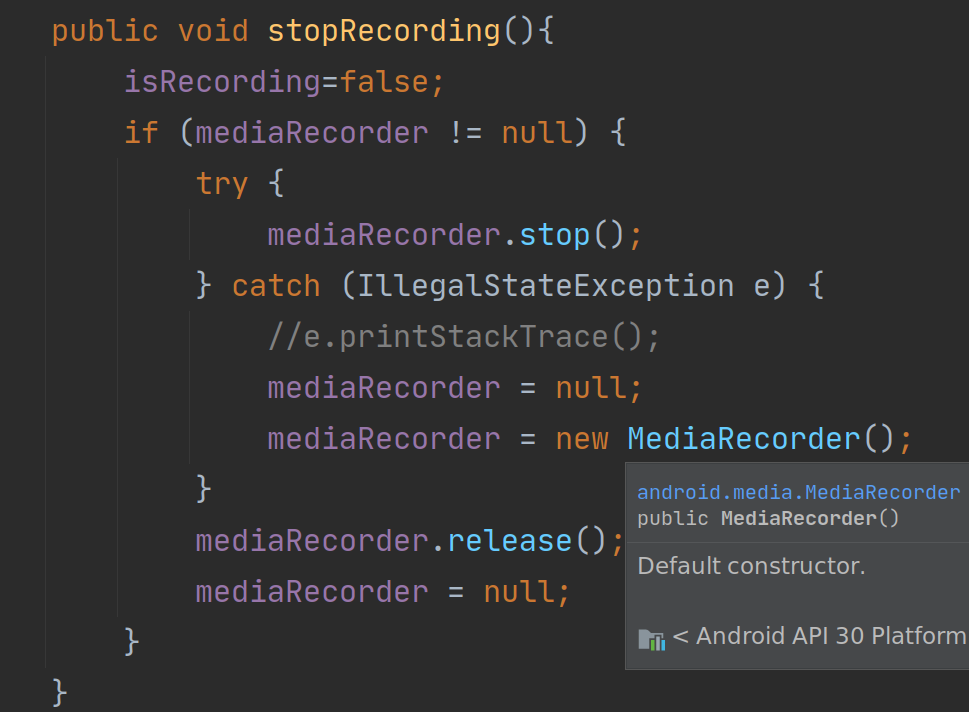 public void stopRecording(){
isRecording=false;
if (mediaRecorder != null) {
try {
mediaRecorder.stop();
} catch (IllegalStateException e) {
//e.printStackTrace();
mediaRecorder = null;
mediaRecorder = new MediaRecorder();
}
mediaRecorder.release();
mediaRecorder = null;
}
}
android.media.MediaRecorder
public MediaRecorder()
Default constructor.
< Android API 30 Platform